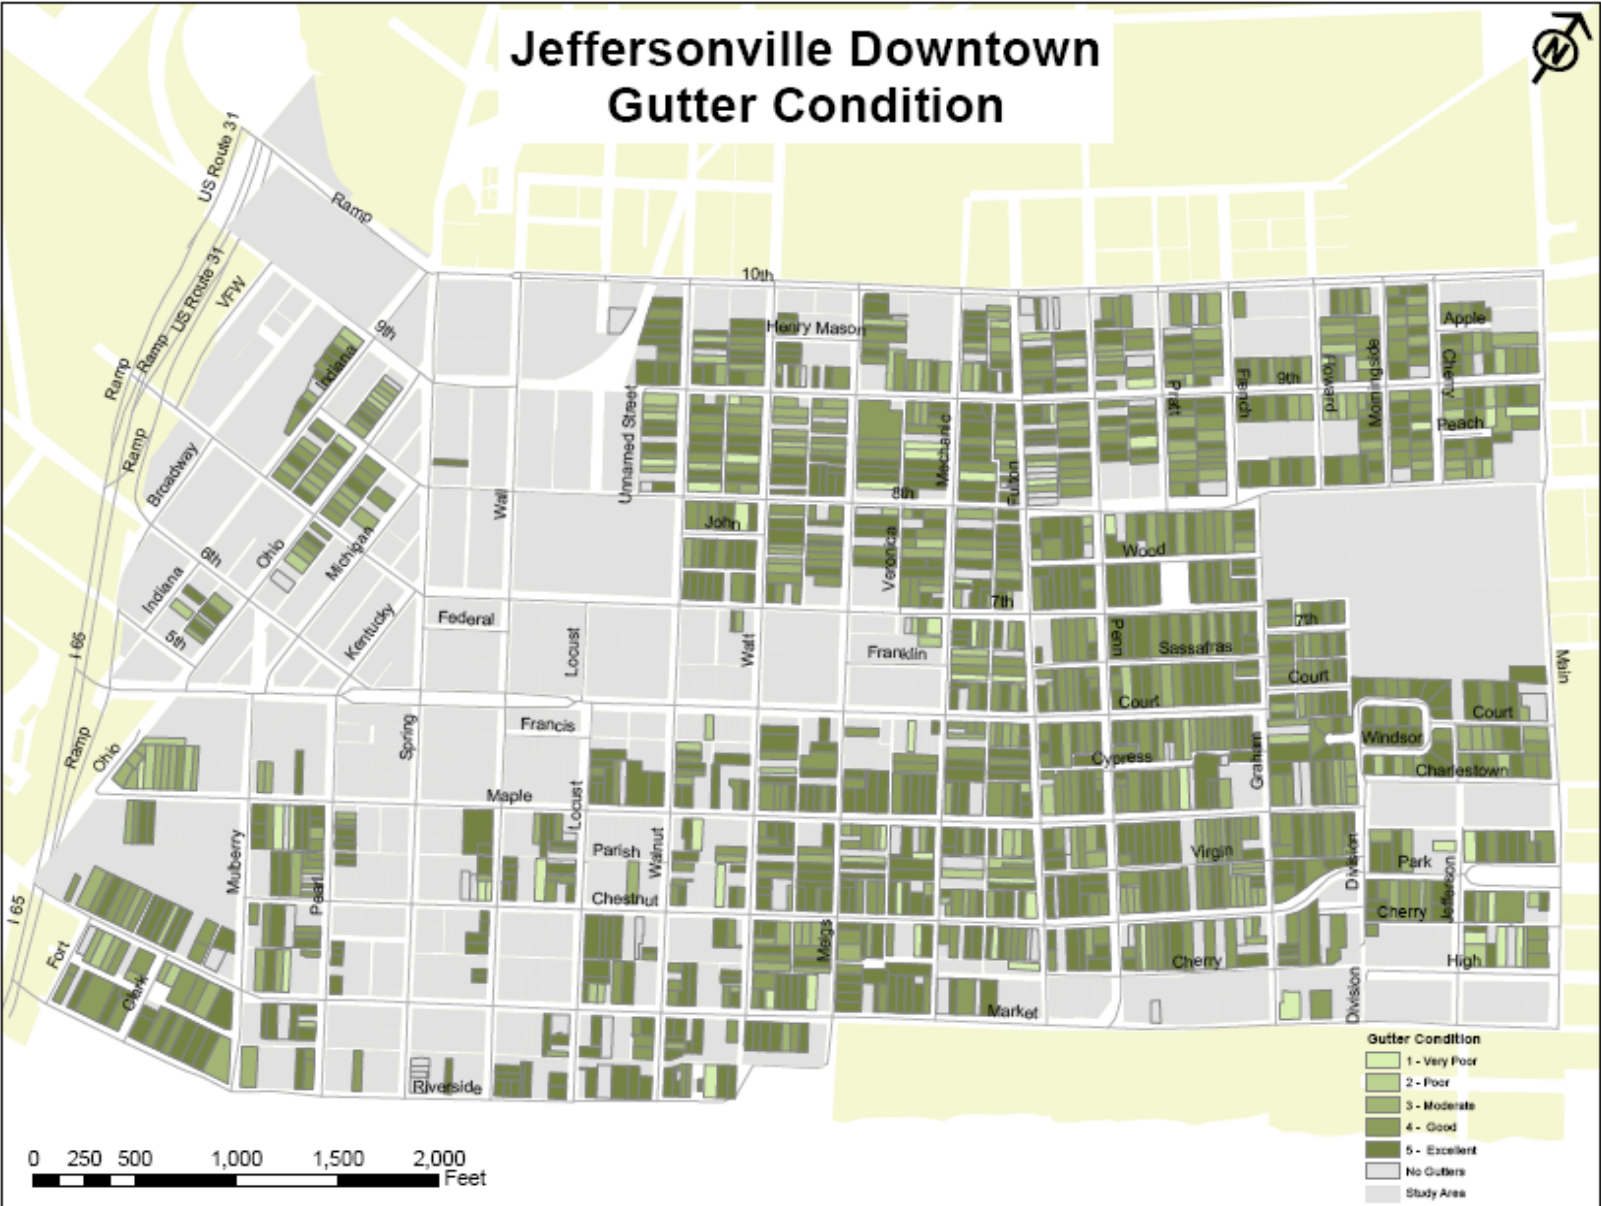 Jeffersonville Downtown
Gutter Condition
N
US Route 31
Ramp
US Route 31
VFW
10th
Henry Mason
Apple
9th
Indiana
Ramp
Ramp
Unnamed Street
Pratt
French
9th
Howard
Morningside
Cherry
Peach
Ramp
Broadway
Wall
Mechanic
8th
Fulton
John
Wood
6th
Ohio
Michigan
Veronica
Indiana
5th
Kentucky
Federal
7th
7th
I 65
Locust
Watt
Franklin
Penn
Sassafras
Court
Court
Main
Ramp
Ohio
Spring
Francis
Court
Windsor
Cypress
Graham
Charlestown
Maple
Locust
Mulberry
Parish
Walnut
Virgin
Division
Park
Jefferson
Pearl
Chestnut
Cherry
I 65
Fort
Clark
Meigs
Cherry
High
Market
Division
Riverside
Gutter Condition
1 - Very Poor
2 - Poor
3 - Moderate
4 - Good
5 - Excellent
No Gutters
Study Area
0 250 500 1,000 1,500 2,000
Feet